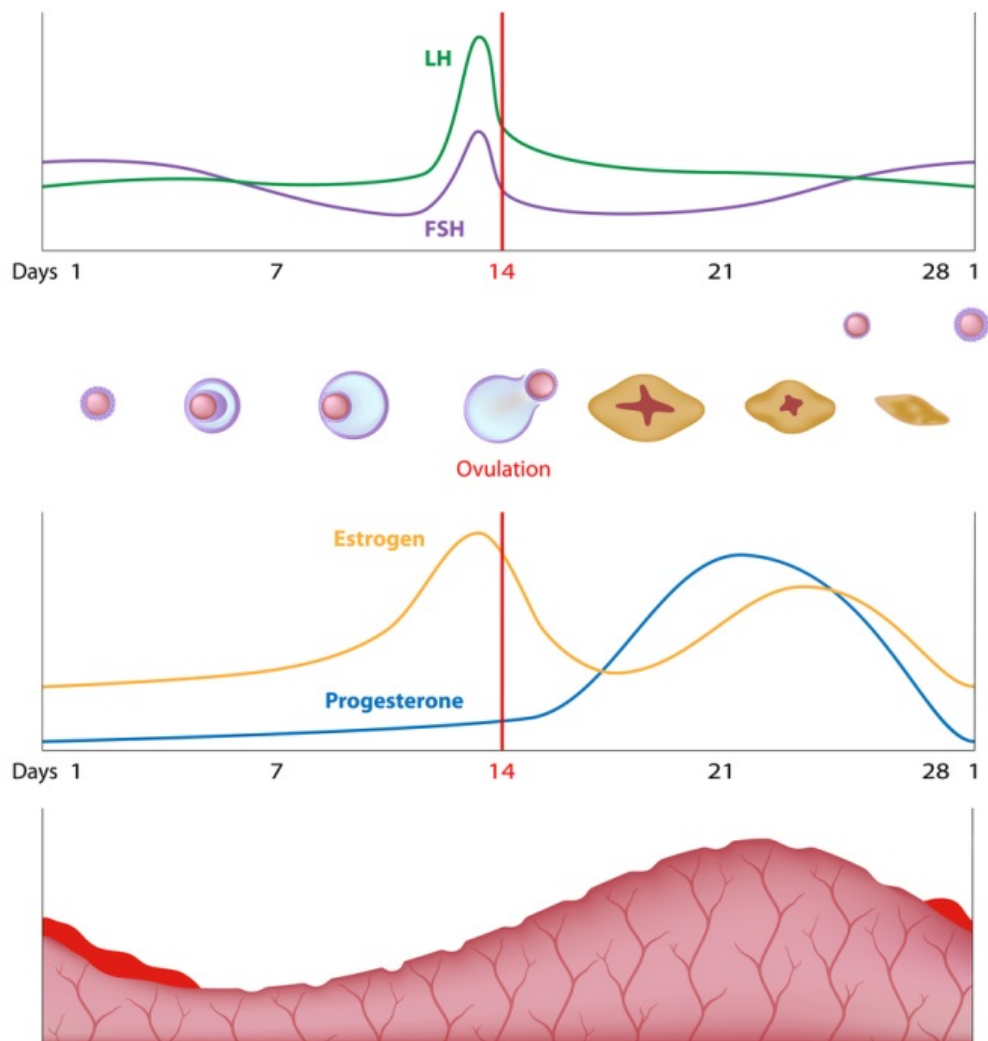 LH
FSH
Days 1 7 14 21 28 1
Ovulation
Estrogen
Progesterone
Days 1 7 14 21 28 1